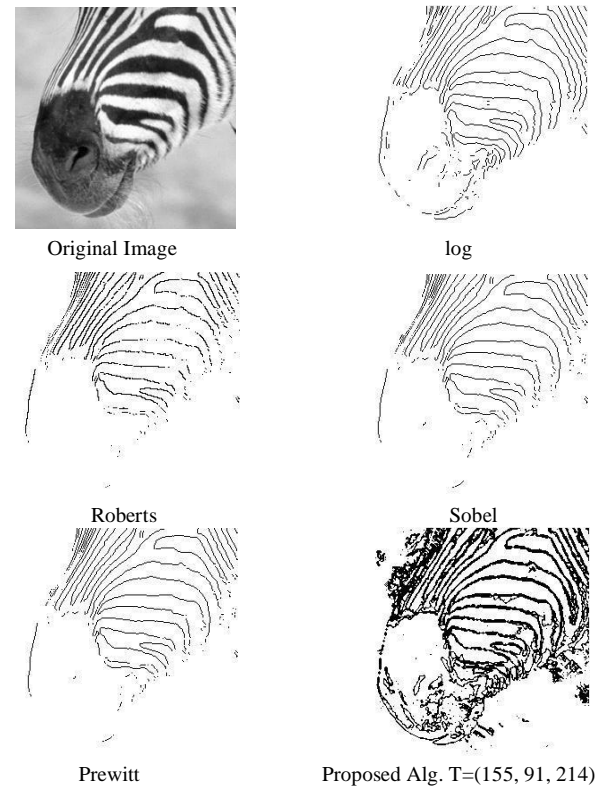 Original Image
log
Roberts
Sobel
Prewitt
Proposed Alg. T=(155, 91, 214)